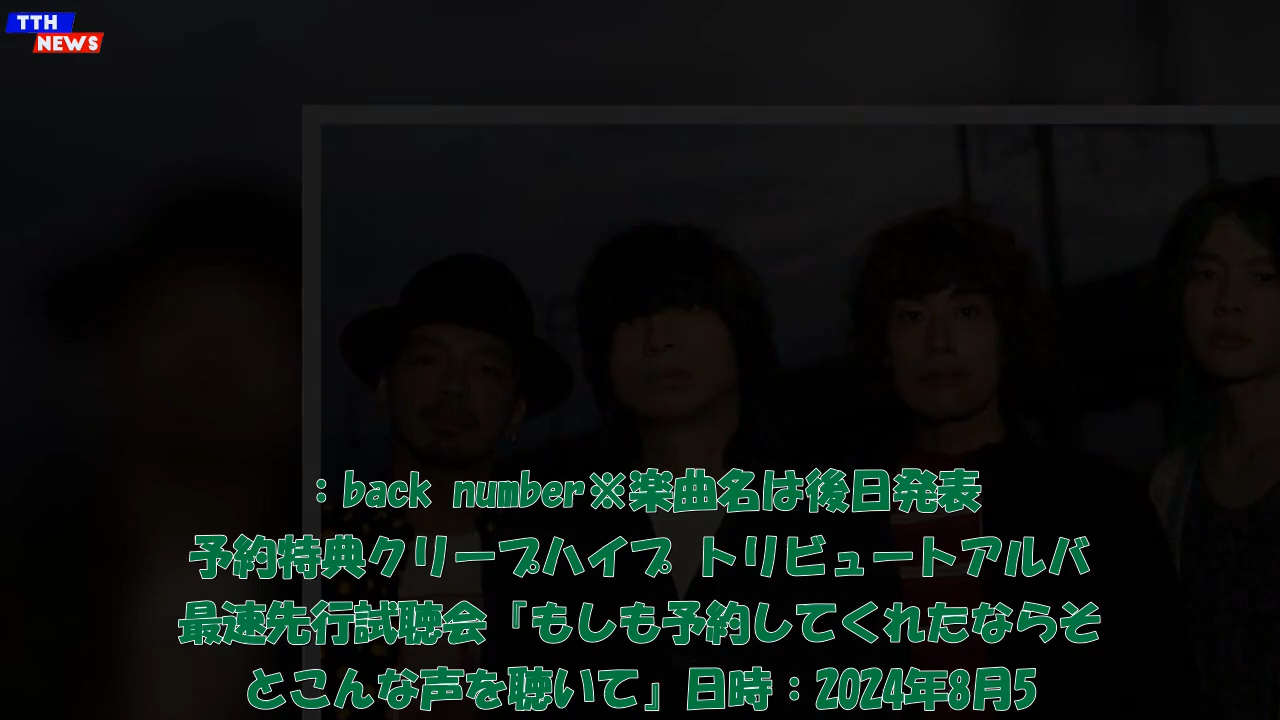 TTH
NEWS
：back number※楽曲名は後日発表
予約特典クリープハイプ トリビュートアルバ
最速先行試聴会『もしも予約してくれたならそ
とこんな声を聴いて』日時：2024年8月5